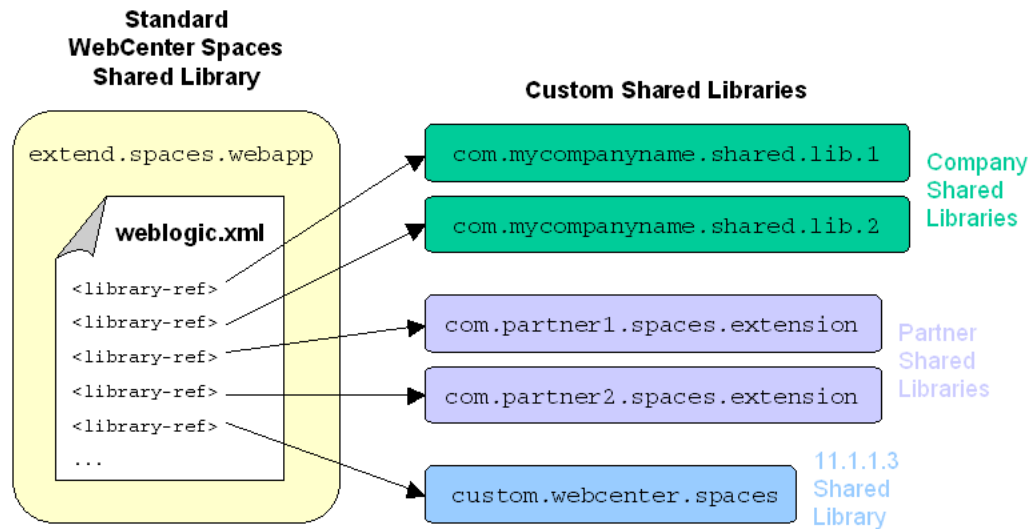 Standard
WebCenter Spaces
Shared Library
Custom Shared Libraries
extend.spaces.webapp
weblogic.xml
<library-ref>
<library-ref>
<library-ref>
<library-ref>
<library-ref>
...
com.mycompanyname.shared.lib.1
com.mycompanyname.shared.lib.2
Company
Shared
Libraries
com.partner1.spaces.extension
com.partner2.spaces.extension
Partner
Shared
Libraries
custom.webcenter.spaces
11.1.1.3
Shared
Library